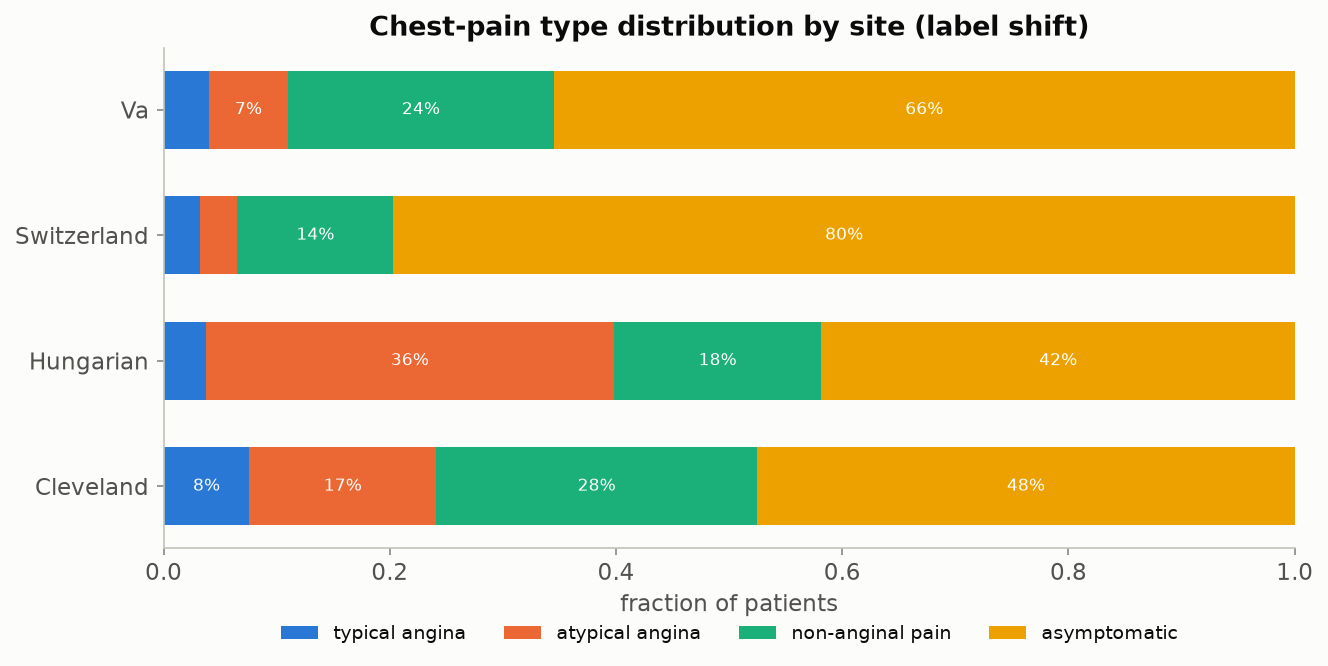 Chest-pain type distribution by site (label shift)
Va
7%
24%
66%
Switzerland
14%
80%
Hungarian
36%
18%
42%
Cleveland
8%
17%
28%
48%
0.0
0.2
0.4
0.6
0.8
1.0
fraction of patients
typical angina
atypical angina
non-anginal pain
asymptomatic